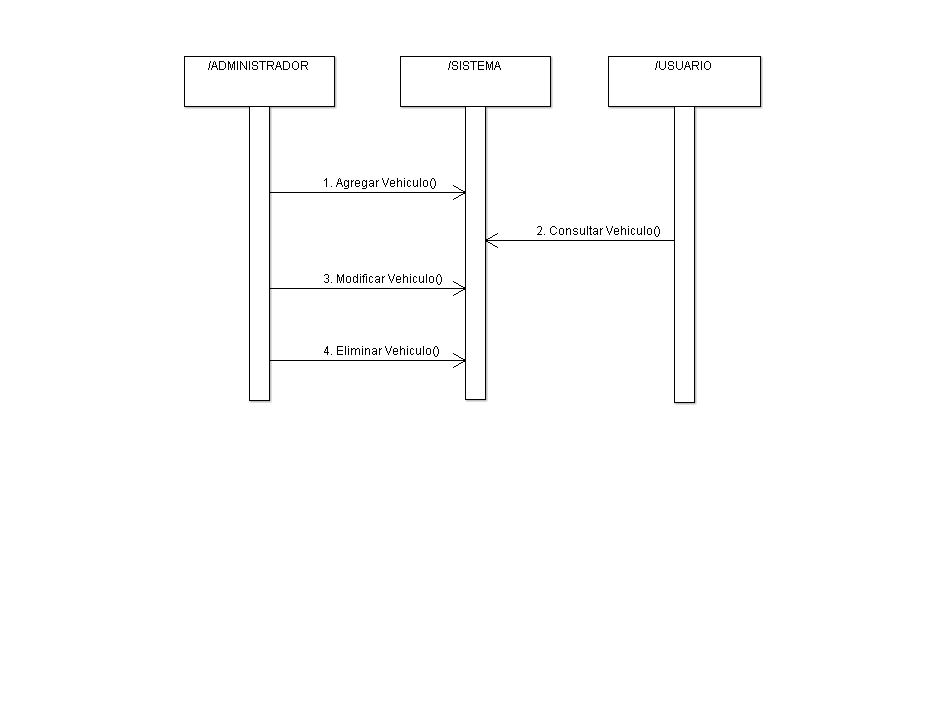 /ADMINISTRADOR
/SISTEMA
/USUARIO
1. Agregar Vehiculo()
2. Consultar Vehiculo()
3. Modificar Vehiculo()
4. Eliminar Vehiculo()